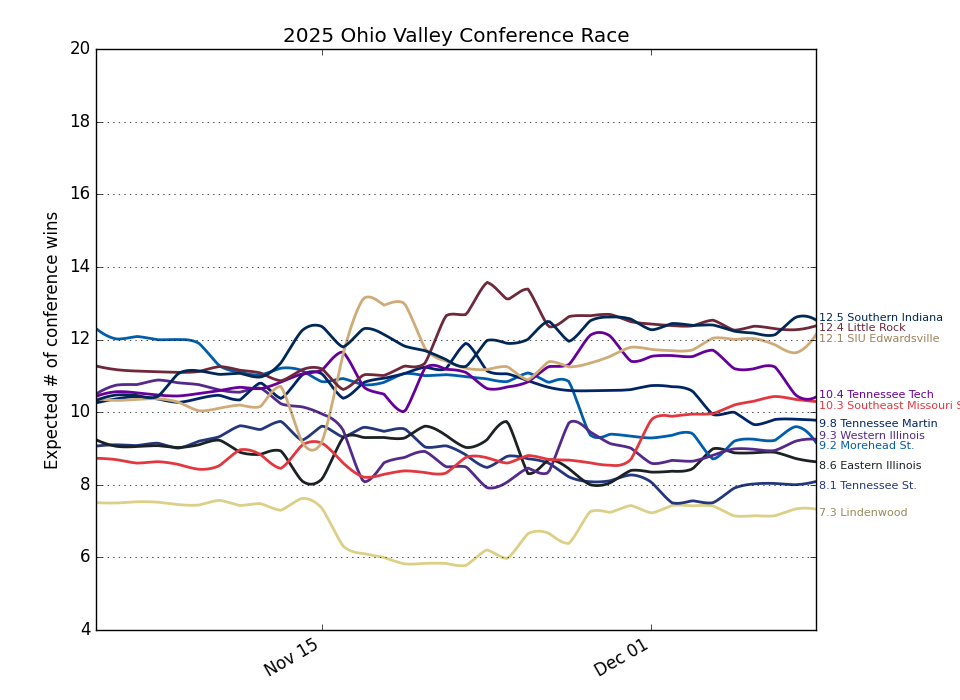 2025 Ohio Valley Conference Race
20
18
16
14
12
10
8
6
4
Expected # of conference wins
Nov 15
Dec 01
12.5 Southern Indiana
12.4 Little Rock
12.1 SIU Edwardsville
10.4 Tennessee Tech
10.3 Southeast Missouri S
9.8 Tennessee Martin
9.3 Western Illinois
9.2 Morehead St.
8.6 Eastern Illinois
8.1 Tennessee St.
7.3 Lindenwood